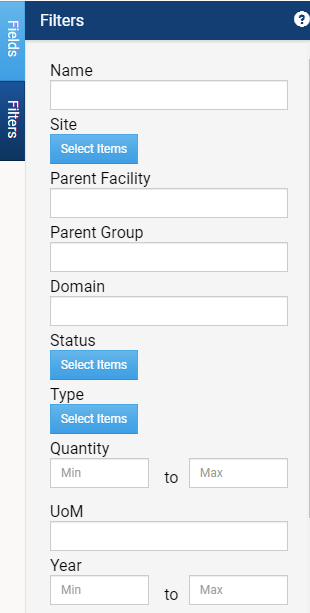 Fields
Filters
Filters
?
Name
Site
Select Items
Parent Facility
Parent Group
Domain
Status
Select Items
Type
Select Items
Quantity
Min to Max
UoM
Year
Min to Max